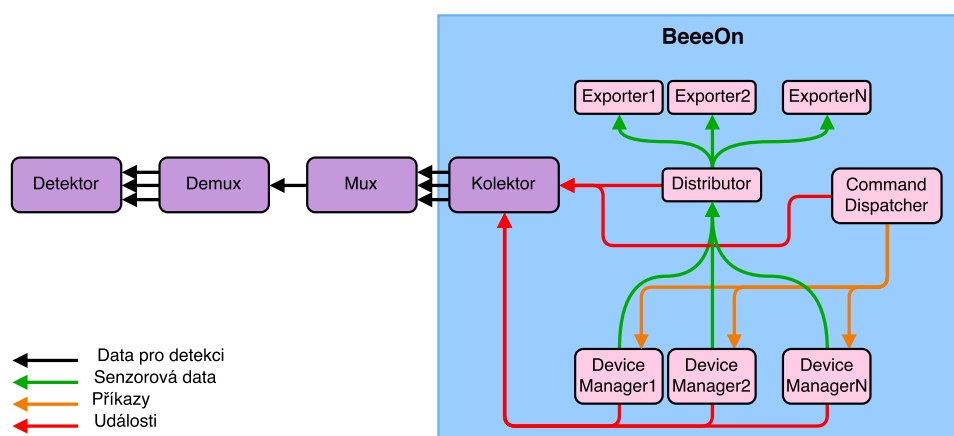 BeeeOn
Exporter1
Exporter2
ExporterN
Detektor
Demux
Mux
Kolektor
Distributor
Command
Dispatcher
Device
Manager1
Device
Manager2
Device
ManagerN
Data pro detekci
Senzorová data
Příkazy
Události